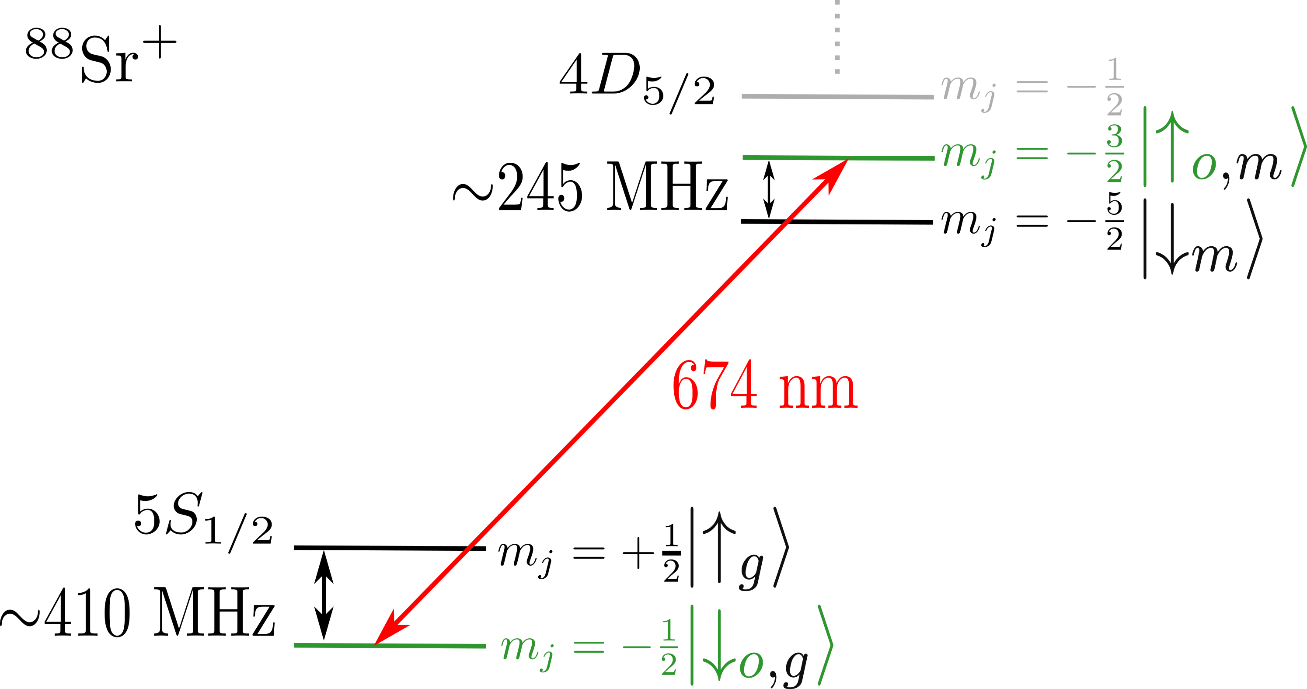 ⁸⁸Sr⁺
4D₅/₂
mⱼ = −1/2
mⱼ = −3/2 |↑ₒ,ₘ⟩
~245 MHz
mⱼ = −5/2 |↓ₘ⟩
674 nm
5S₁/₂
mⱼ = +1/2 |↑g⟩
~410 MHz
mⱼ = −1/2 |↓ₒ,g⟩